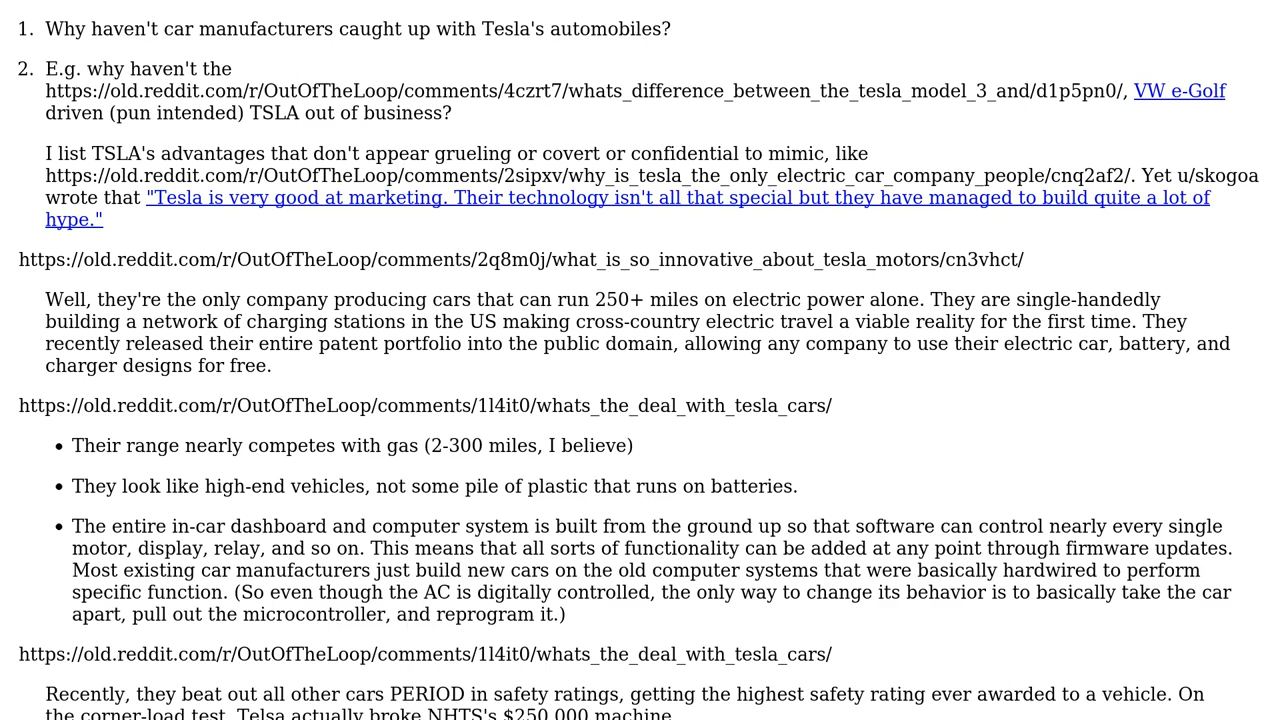 1. Why haven't car manufacturers caught up with Tesla's automobiles?
2. E.g. why haven't the
https://old.reddit.com/r/OutOfTheLoop/comments/4czrt7/whats_difference_between_the_tesla_model_3_and/d1p5pn0/, VW e-Golf
driven (pun intended) TSLA out of business?
I list TSLA's advantages that don't appear grueling or covert or confidential to mimic, like
https://old.reddit.com/r/OutOfTheLoop/comments/2sipxv/why_is_tesla_the_only_electric_car_company_people/cnq2af2/. Yet u/skogoa
wrote that "Tesla is very good at marketing. Their technology isn't all that special but they have managed to build quite a lot of
hype."
https://old.reddit.com/r/OutOfTheLoop/comments/2q8m0j/what_is_so_innovative_about_tesla_motors/cn3vhct/
Well, they're the only company producing cars that can run 250+ miles on electric power alone. They are single-handedly
building a network of charging stations in the US making cross-country electric travel a viable reality for the first time. They
recently released their entire patent portfolio into the public domain, allowing any company to use their electric car, battery, and
charger designs for free.
https://old.reddit.com/r/OutOfTheLoop/comments/1l4it0/whats_the_deal_with_tesla_cars/
• Their range nearly competes with gas (2-300 miles, I believe)
• They look like high-end vehicles, not some pile of plastic that runs on batteries.
• The entire in-car dashboard and computer system is built from the ground up so that software can control nearly every single
motor, display, relay, and so on. This means that all sorts of functionality can be added at any point through firmware updates.
Most existing car manufacturers just build new cars on the old computer systems that were basically hardwired to perform
specific function. (So even though the AC is digitally controlled, the only way to change its behavior is to basically take the car
apart, pull out the microcontroller, and reprogram it.)
https://old.reddit.com/r/OutOfTheLoop/comments/1l4it0/whats_the_deal_with_tesla_cars/
Recently, they beat out all other cars PERIOD in safety ratings, getting the highest safety rating ever awarded to a vehicle. On
the corner-load test, Telsa actually broke NHTS's $250,000 machine.